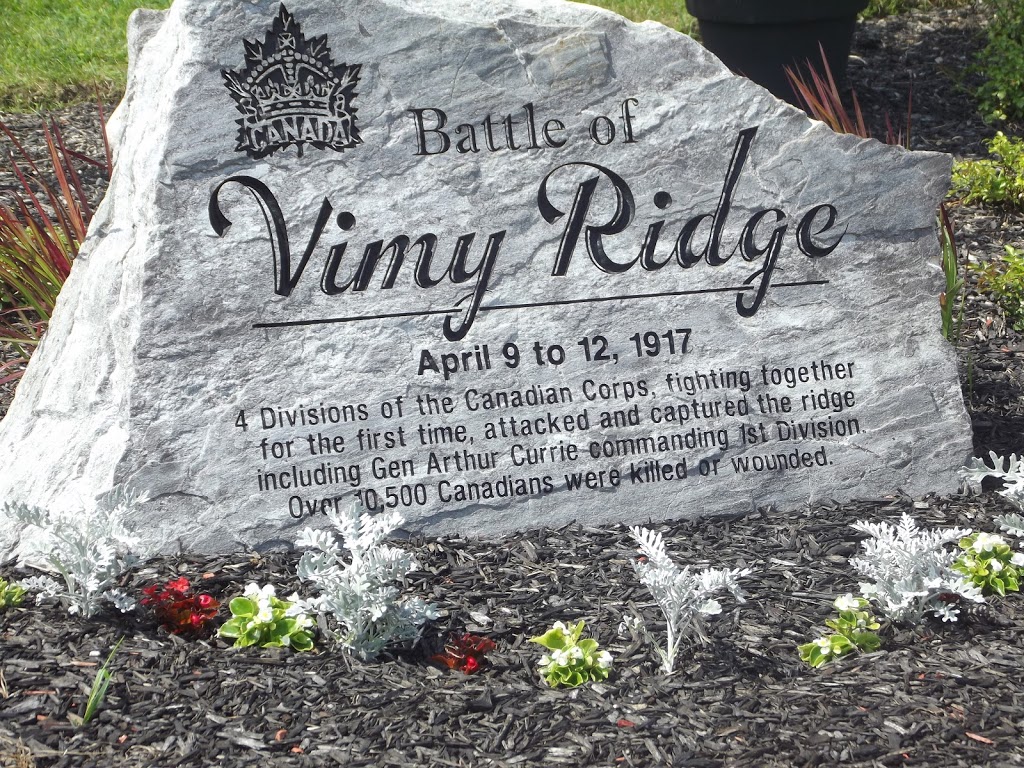 CANADA
Battle of
Vimy Ridge
April 9 to 12, 1917
4 Divisions of the Canadian Corps, fighting together
for the first time, attacked and captured the ridge
including Gen Arthur Currie commanding 1st Division.
Over 10,500 Canadians were killed or wounded.